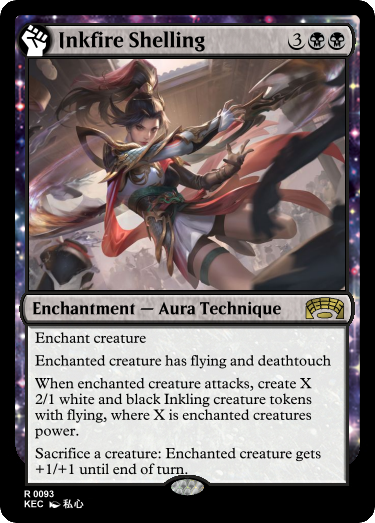 Inkfire Shelling 3
Enchantment — Aura Technique
Enchant creature
Enchanted creature has flying and deathtouch
When enchanted creature attacks, create X
2/1 white and black Inkling creature tokens
with flying, where X is enchanted creatures
power.
Sacrifice a creature: Enchanted creature gets
+1/+1 until end of turn.
R 0093
KEC 私心